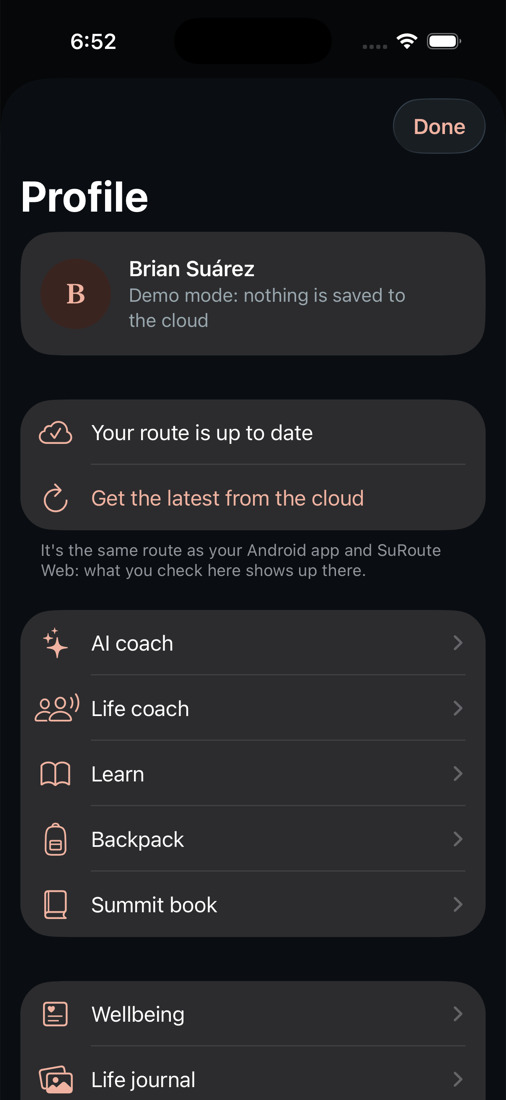 6:52
Done
Profile
B
Brian Suárez
Demo mode: nothing is saved to
the cloud
Your route is up to date
Get the latest from the cloud
It's the same route as your Android app and SuRoute
Web: what you check here shows up there.
AI coach
Life coach
Learn
Backpack
Summit book
Wellbeing
Life journal